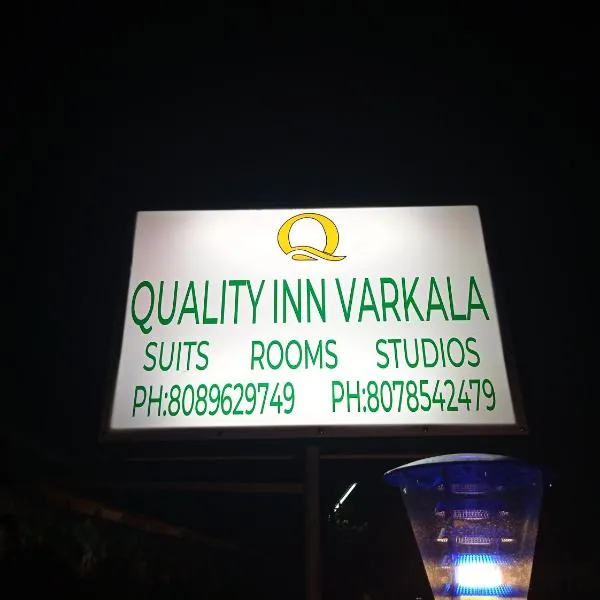 Q
QUALITY INN VARKALA
SUITS ROOMS STUDIOS
PH:8089629749 PH:8078542479